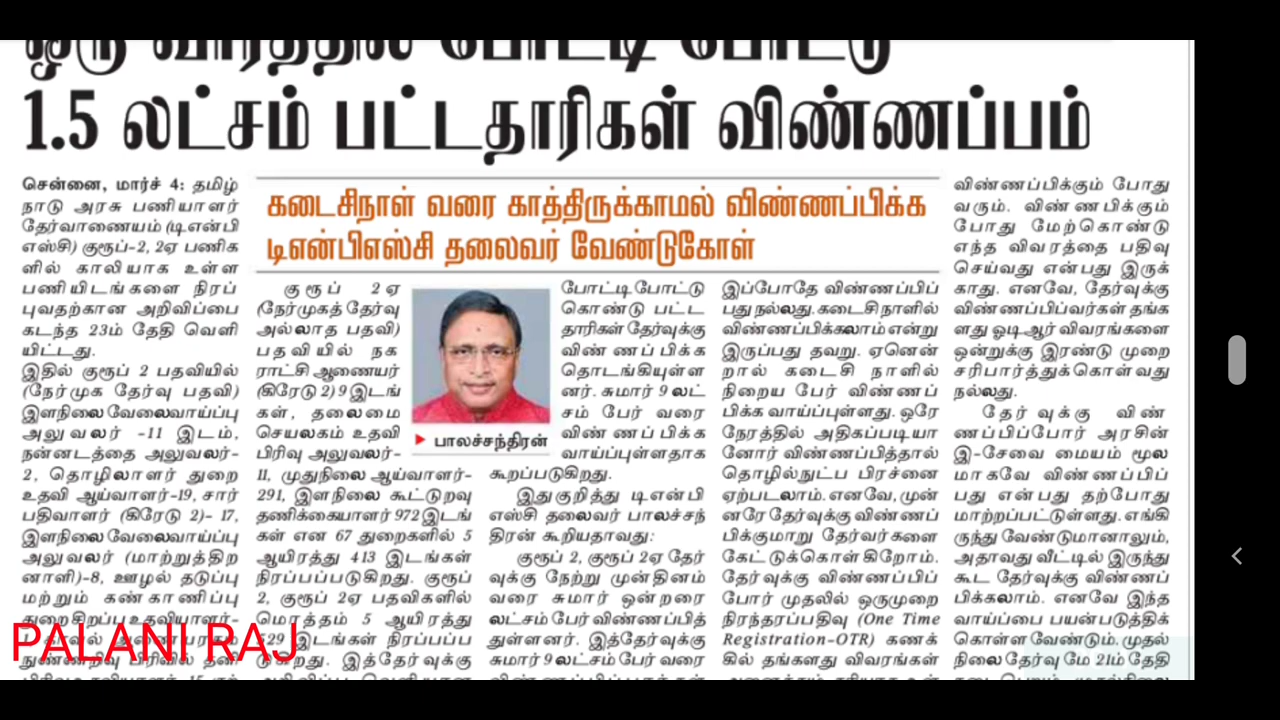 ஒரு வாரத்தில் போட்டி போட்டு
1.5 லட்சம் பட்டதாரிகள் விண்ணப்பம்
கடைசிநாள் வரை காத்திருக்காமல் விண்ணப்பிக்க
டிஎன்பிஎஸ்சி தலைவர் வேண்டுகோள்
சென்னை, மார்ச் 4: தமிழ்
நாடு அரசு பணியாளர்
தேர்வாணையம் (டிஎன்பி
எஸ்சி) குரூப்-2, 2ஏ பணிக
ளில் காலியாக உள்ள
பணியிடங்களை நிரப்
புவதற்கான அறிவிப்பை
கடந்த 23ம் தேதி வெளி
யிட்டது.
இதில் குரூப் 2 பதவியில்
(நேர்முக தேர்வு பதவி)
இளநிலை வேலைவாய்ப்பு
அலுவலர் -11 இடம்,
நன்னடத்தை அலுவலர்-
2, தொழிலாளர் துறை
உதவி ஆய்வாளர்-19, சார்
பதிவாளர் (கிரேடு 2)- 17,
இளநிலை வேலைவாய்ப்பு
அலுவலர் (மாற்றுத்திற
னாளி)-8, ஊழல் தடுப்பு
மற்றும் கண்காணிப்பு
துறை சிறப்பு உதவியாளர்-
நுண்ணறிவு பிரிவில் தனி
PALANI RAJ
குரூப் 2ஏ
(நேர்முகத் தேர்வு
அல்லாத பதவி)
பதவியில் நக
ராட்சி ஆணையர்
(கிரேடு 2) 9 இடங்
கள், தலைமை
செயலகம் உதவி
பிரிவு அலுவலர்-
11, முதுநிலை ஆய்வாளர்-
291, இளநிலை கூட்டுறவு
தணிக்கையாளர் 972 இடங்
கள் என 67 துறைகளில் 5
ஆயிரத்து 413 இடங்கள்
நிரப்பப்படுகிறது. குரூப்
2, குரூப் 2ஏ பதவிகளில்
மொத்தம் 5 ஆயிரத்து
529 இடங்கள் நிரப்பப்ப
டுகிறது. இத்தேர்வுக்கு
▶ பாலச்சந்திரன்
போட்டி போட்டு
கொண்டு பட்ட
தாரிகள் தேர்வுக்கு
விண்ணப்பிக்க
தொடங்கியுள்ள
னர். சுமார் 9 லட்
சம் பேர் வரை
விண்ணப்பிக்க
வாய்ப்புள்ளதாக
கூறப்படுகிறது.
இதுகுறித்து டிஎன்பி
எஸ்சி தலைவர் பாலச்சந்
திரன் கூறியதாவது:
குரூப் 2, குரூப் 2ஏ தேர்
வுக்கு நேற்று முன்தினம்
வரை சுமார் ஒன்றரை
லட்சம் பேர் விண்ணப்பித்
துள்ளனர். இத்தேர்வுக்கு
சுமார் 9 லட்சம் பேர் வரை
இப்போதே விண்ணப்பிப்
பது நல்லது. கடைசி நாளில்
விண்ணப்பிக்கலாம் என்று
இருப்பது தவறு. ஏனென்
றால் கடைசி நாளில்
நிறைய பேர் விண்ணப்
பிக்க வாய்ப்புள்ளது. ஒரே
நேரத்தில் அதிகப்படியா
னோர் விண்ணப்பித்தால்
தொழில்நுட்ப பிரச்னை
ஏற்படலாம். எனவே, முன்
னரே தேர்வுக்கு விண்ணப்
பிக்குமாறு தேர்வர்களை
கேட்டுக்கொள்கிறோம்.
தேர்வுக்கு விண்ணப்பிப்
போர் முதலில் ஒருமுறை
நிரந்தரப்பதிவு (One Time
Registration-OTR) கணக்
கில் தங்களது விவரங்கள்
விண்ணப்பிக்கும் போது
வரும். விண்ணபிக்கும்
போது மேற்கொண்டு
எந்த விவரத்தை பதிவு
செய்வது என்பது இருக்
காது. எனவே, தேர்வுக்கு
விண்ணப்பிப்வர்கள் தங்க
ளது ஓடிஆர் விவரங்களை
ஒன்றுக்கு இரண்டு முறை
சரிபார்த்துக்கொள்வது
நல்லது.
தேர்வுக்கு விண்
ணப்பிப்போர் அரசின்
இ-சேவை மையம் மூல
மாகவே விண்ணப்பிப்
பது என்பது தற்போது
மாற்றப்பட்டுள்ளது. எங்கி
ருந்து வேண்டுமானாலும்,
அதாவது வீட்டில் இருந்து
கூட தேர்வுக்கு விண்ணப்
பிக்கலாம். எனவே இந்த
வாய்ப்பை பயன்படுத்திக்
கொள்ள வேண்டும். முதல்
நிலை தேர்வு மே 21ம் தேதி